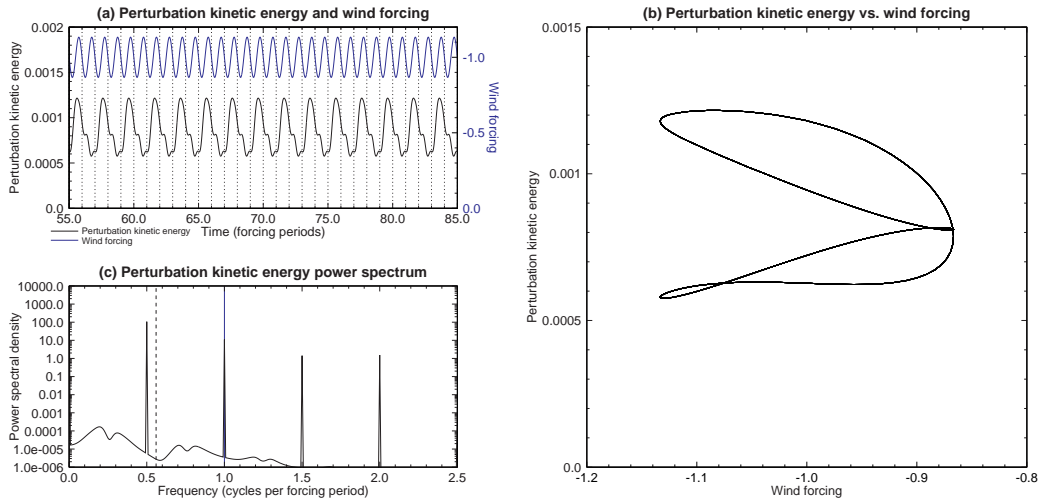 (a) Perturbation kinetic energy and wind forcing
Perturbation kinetic energy
0.002
0.0015
0.001
0.0005
0.0
-1.0
-0.5
0.0
Wind forcing
55.0 60.0 65.0 70.0 75.0 80.0 85.0
Time (forcing periods)
Perturbation kinetic energy
Wind forcing
(c) Perturbation kinetic energy power spectrum
Power spectral density
10000.0
1000.0
100.0
10.0
1.0
0.1
0.01
0.001
0.0001
1.0e-005
1.0e-006
0.0 0.5 1.0 1.5 2.0 2.5
Frequency (cycles per forcing period)
(b) Perturbation kinetic energy vs. wind forcing
Perturbation kinetic energy
0.0015
0.001
0.0005
0.0
-1.2 -1.1 -1.0 -0.9 -0.8
Wind forcing